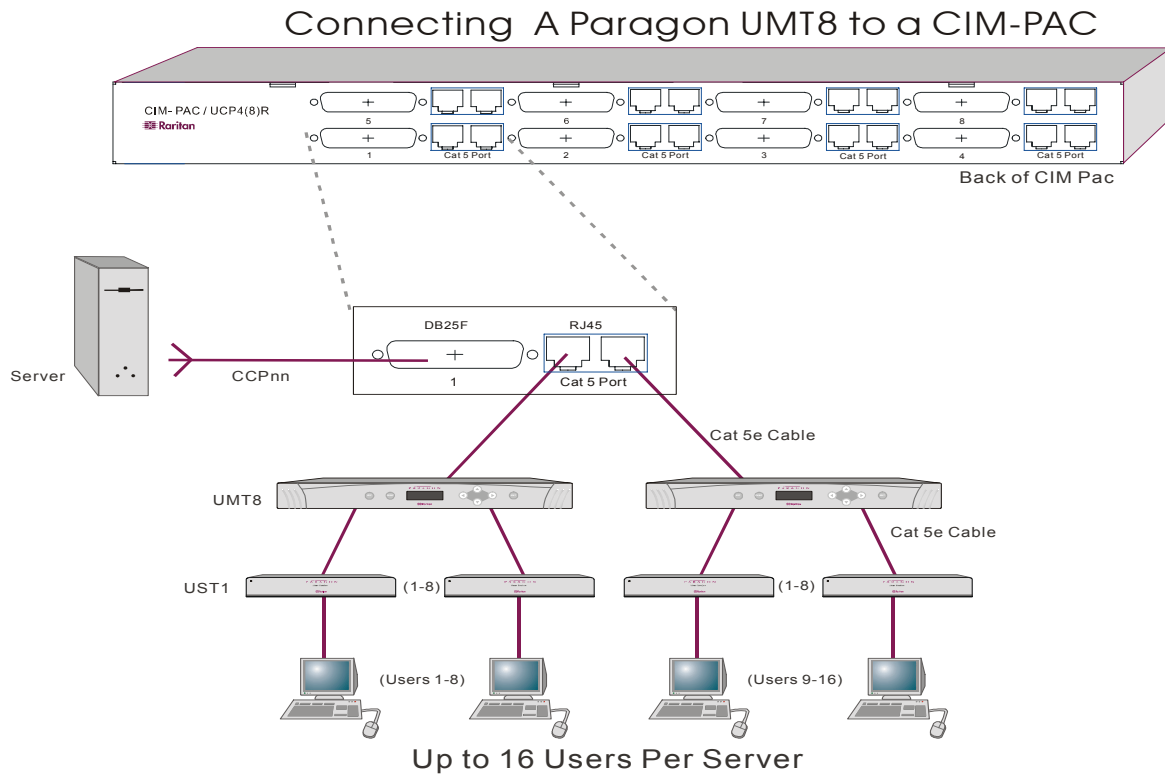 Connecting A Paragon UMT8 to a CIM-PAC
CIM- PAC / UCP4(8)R
Raritan
5
6
7
8
1
Cat 5 Port
2
Cat 5 Port
3
Cat 5 Port
4
Cat 5 Port
Back of CIM Pac
DB25F
RJ45
1
Cat 5 Port
Server
CCPnn
Cat 5e Cable
UMT8
PARAGON
PARAGON
Cat 5e Cable
UST1
(1-8)
(1-8)
(Users 1-8)
(Users 9-16)
Up to 16 Users Per Server